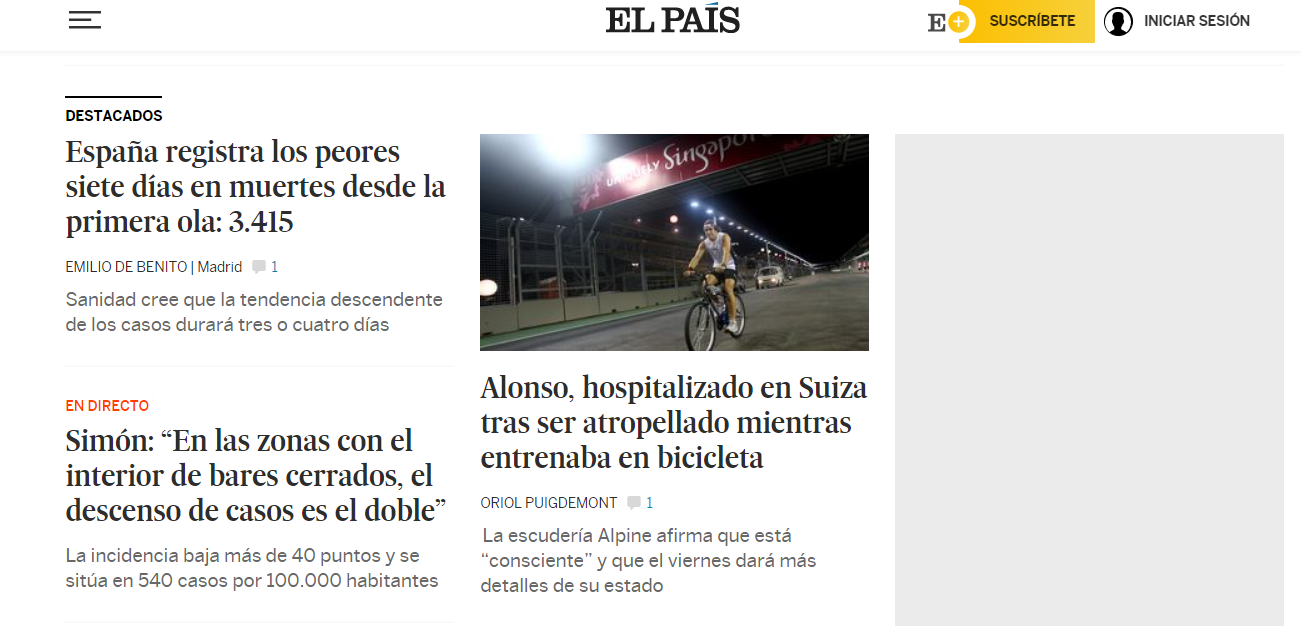 EL PAÍS
E+
SUSCRÍBETE
INICIAR SESIÓN
DESTACADOS
España registra los peores
siete días en muertes desde la
primera ola: 3.415
EMILIO DE BENITO | Madrid 1
Sanidad cree que la tendencia descendente
de los casos durará tres o cuatro días
EN DIRECTO
Simón: “En las zonas con el
interior de bares cerrados, el
descenso de casos es el doble”
La incidencia baja más de 40 puntos y se
sitúa en 540 casos por 100.000 habitantes
UNIQUELY Singapore
Alonso, hospitalizado en Suiza
tras ser atropellado mientras
entrenaba en bicicleta
ORIOL PUIGDEMONT 1
La escudería Alpine afirma que está
“consciente” y que el viernes dará más
detalles de su estado